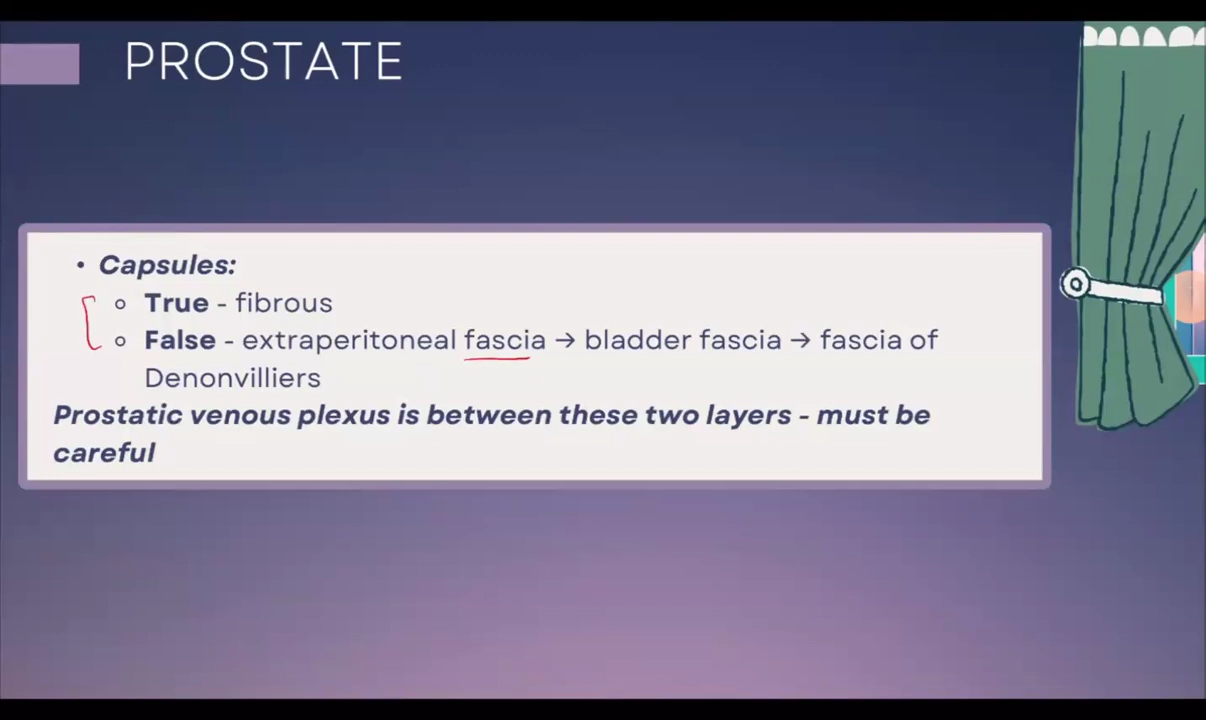 PROSTATE
• Capsules:
○ True - fibrous
○ False - extraperitoneal fascia → bladder fascia → fascia of
Denonvilliers
Prostatic venous plexus is between these two layers - must be
careful